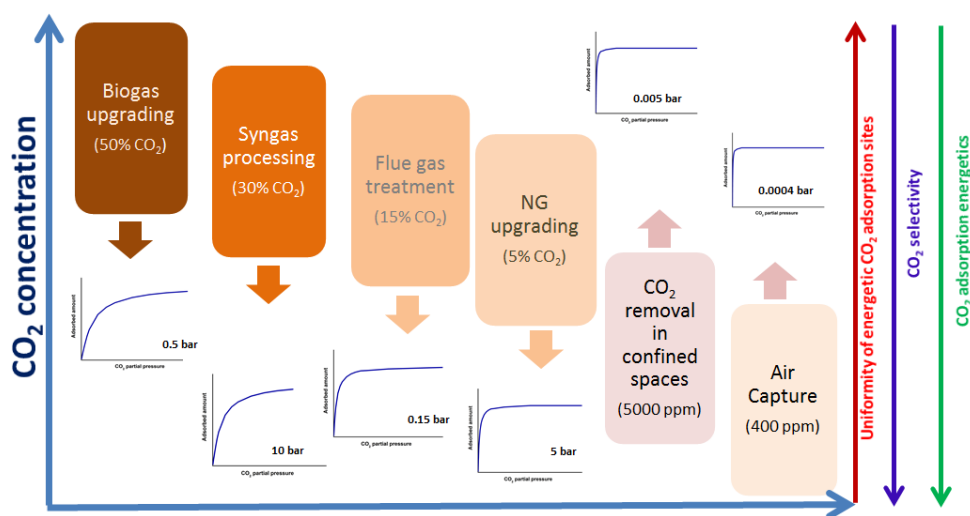 CO₂ concentration
Biogas
upgrading
(50% CO₂)
Adsorbed amount
0.5 bar
CO₂ partial pressure
Syngas
processing
(30% CO₂)
Adsorbed amount
10 bar
CO₂ partial pressure
Flue gas
treatment
(15% CO₂)
Adsorbed amount
0.15 bar
CO₂ partial pressure
NG
upgrading
(5% CO₂)
Adsorbed amount
5 bar
CO₂ partial pressure
Adsorbed amount
0.005 bar
CO₂ partial pressure
CO₂
removal
in
confined
spaces
(5000 ppm)
Adsorbed amount
0.0004 bar
CO₂ partial pressure
Air
Capture
(400 ppm)
Uniformity of energetic CO₂ adsorption sites
CO₂ selectivity
CO₂ adsorption energetics